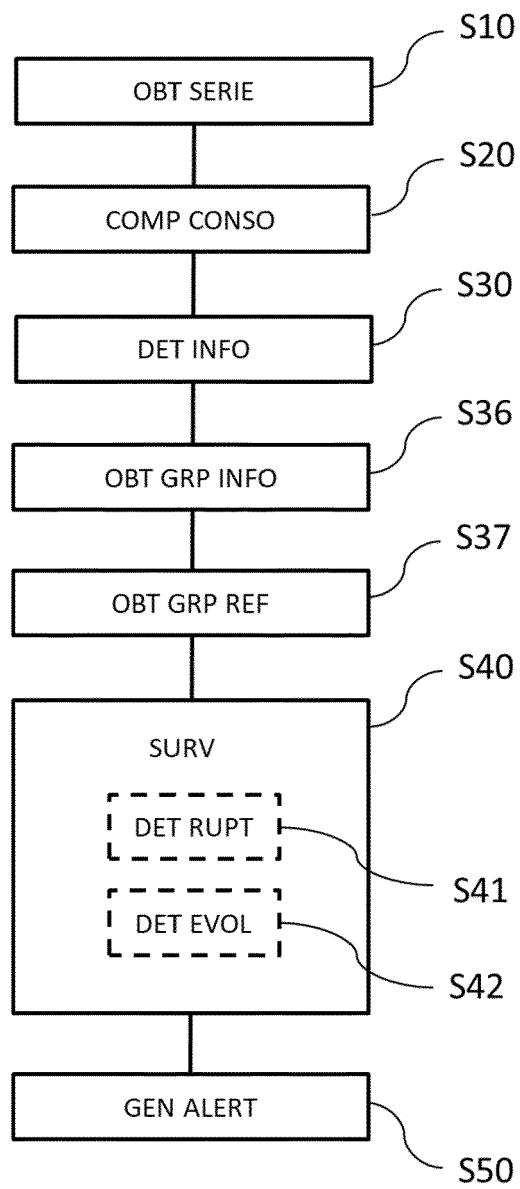 S10
OBT SERIE
S20
COMP CONSO
S30
DET INFO
S36
OBT GRP INFO
S37
OBT GRP REF
S40
SURV
DET RUPT
S41
DET EVOL
S42
GEN ALERT
S50